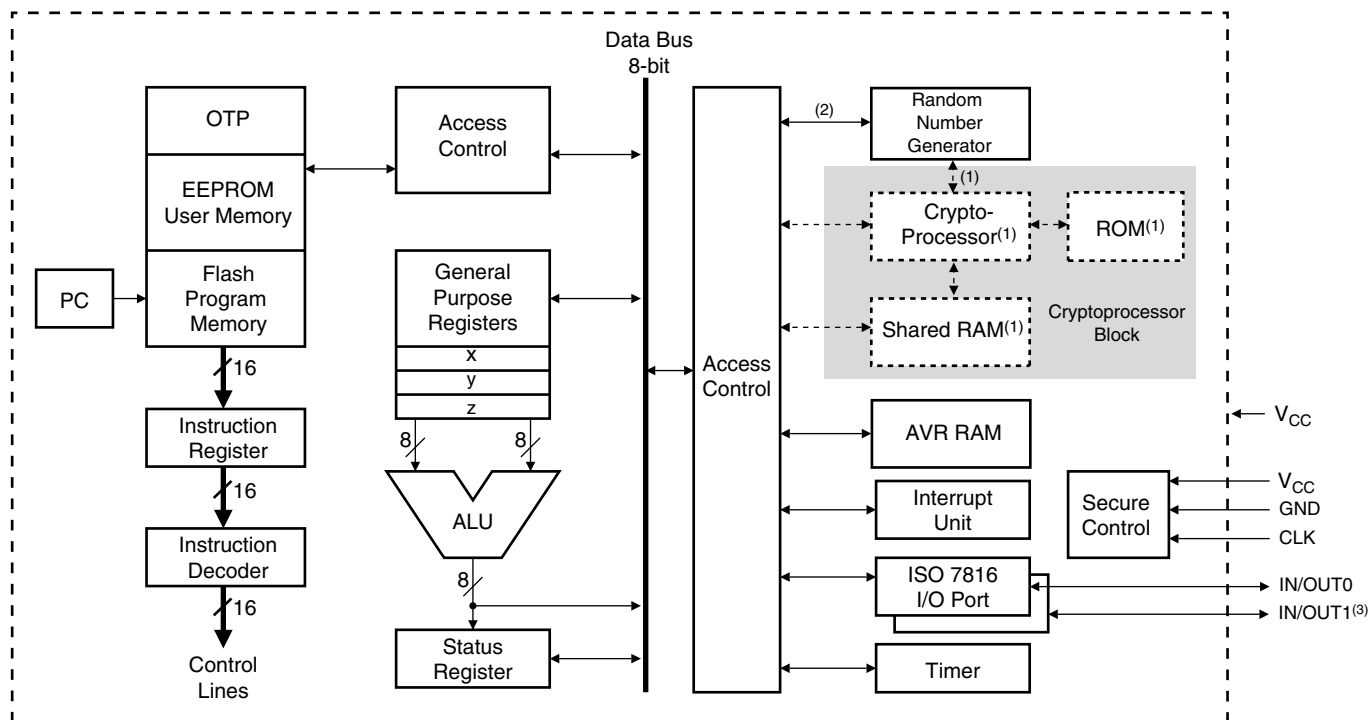 Data Bus
8-bit
OTP
EEPROM
User Memory
Flash
Program
Memory
PC
16
Instruction
Register
16
Instruction
Decoder
16
Control
Lines
Access
Control
General
Purpose
Registers
x
y
z
8
8
ALU
8
Status
Register
Access
Control
(2)
Random
Number
Generator
(1)
Crypto-
Processor(1)
ROM(1)
Shared RAM(1)
Cryptoprocessor
Block
AVR RAM
Interrupt
Unit
ISO 7816
I/O Port
Timer
Secure
Control
VCC
VCC
GND
CLK
IN/OUT0
IN/OUT1(3)